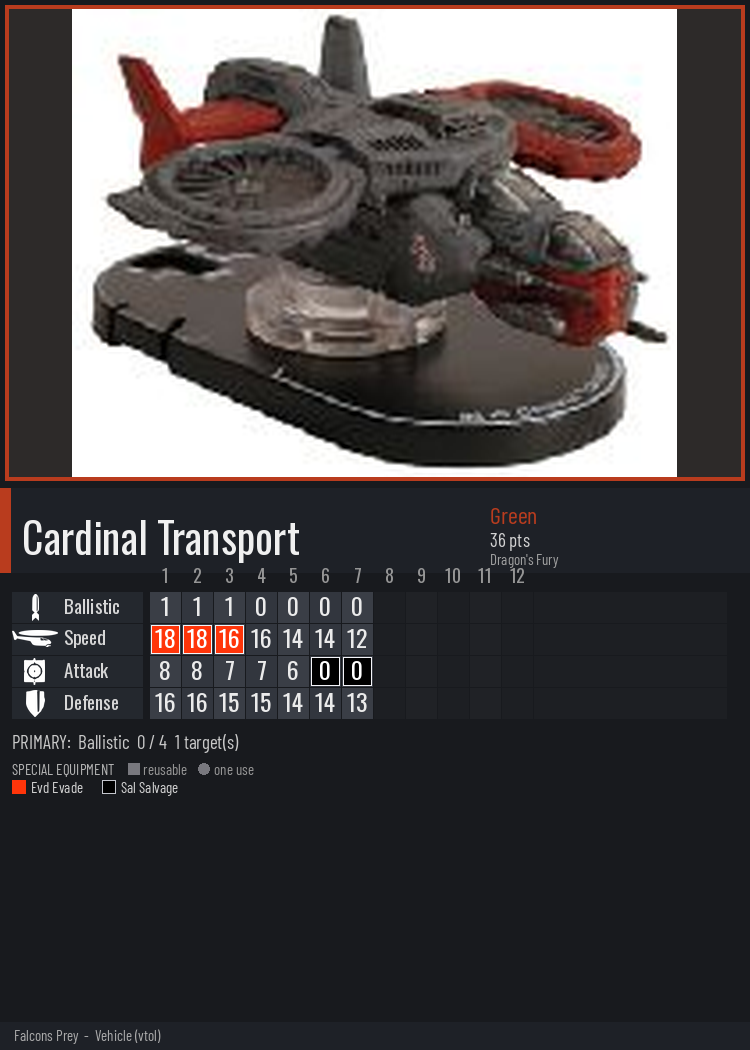 Cardinal Transport
Green
36 pts
Dragon's Fury
1 2 3 4 5 6 7 8 9 10 11 12
Ballistic 1 1 1 0 0 0 0
Speed 18 18 16 16 14 14 12
Attack 8 8 7 7 6 0 0
Defense 16 16 15 15 14 14 13
PRIMARY: Ballistic 0 / 4 1 target(s)
SPECIAL EQUIPMENT reusable one use
Evd Evade Sal Salvage
Falcons Prey - Vehicle (vtol)